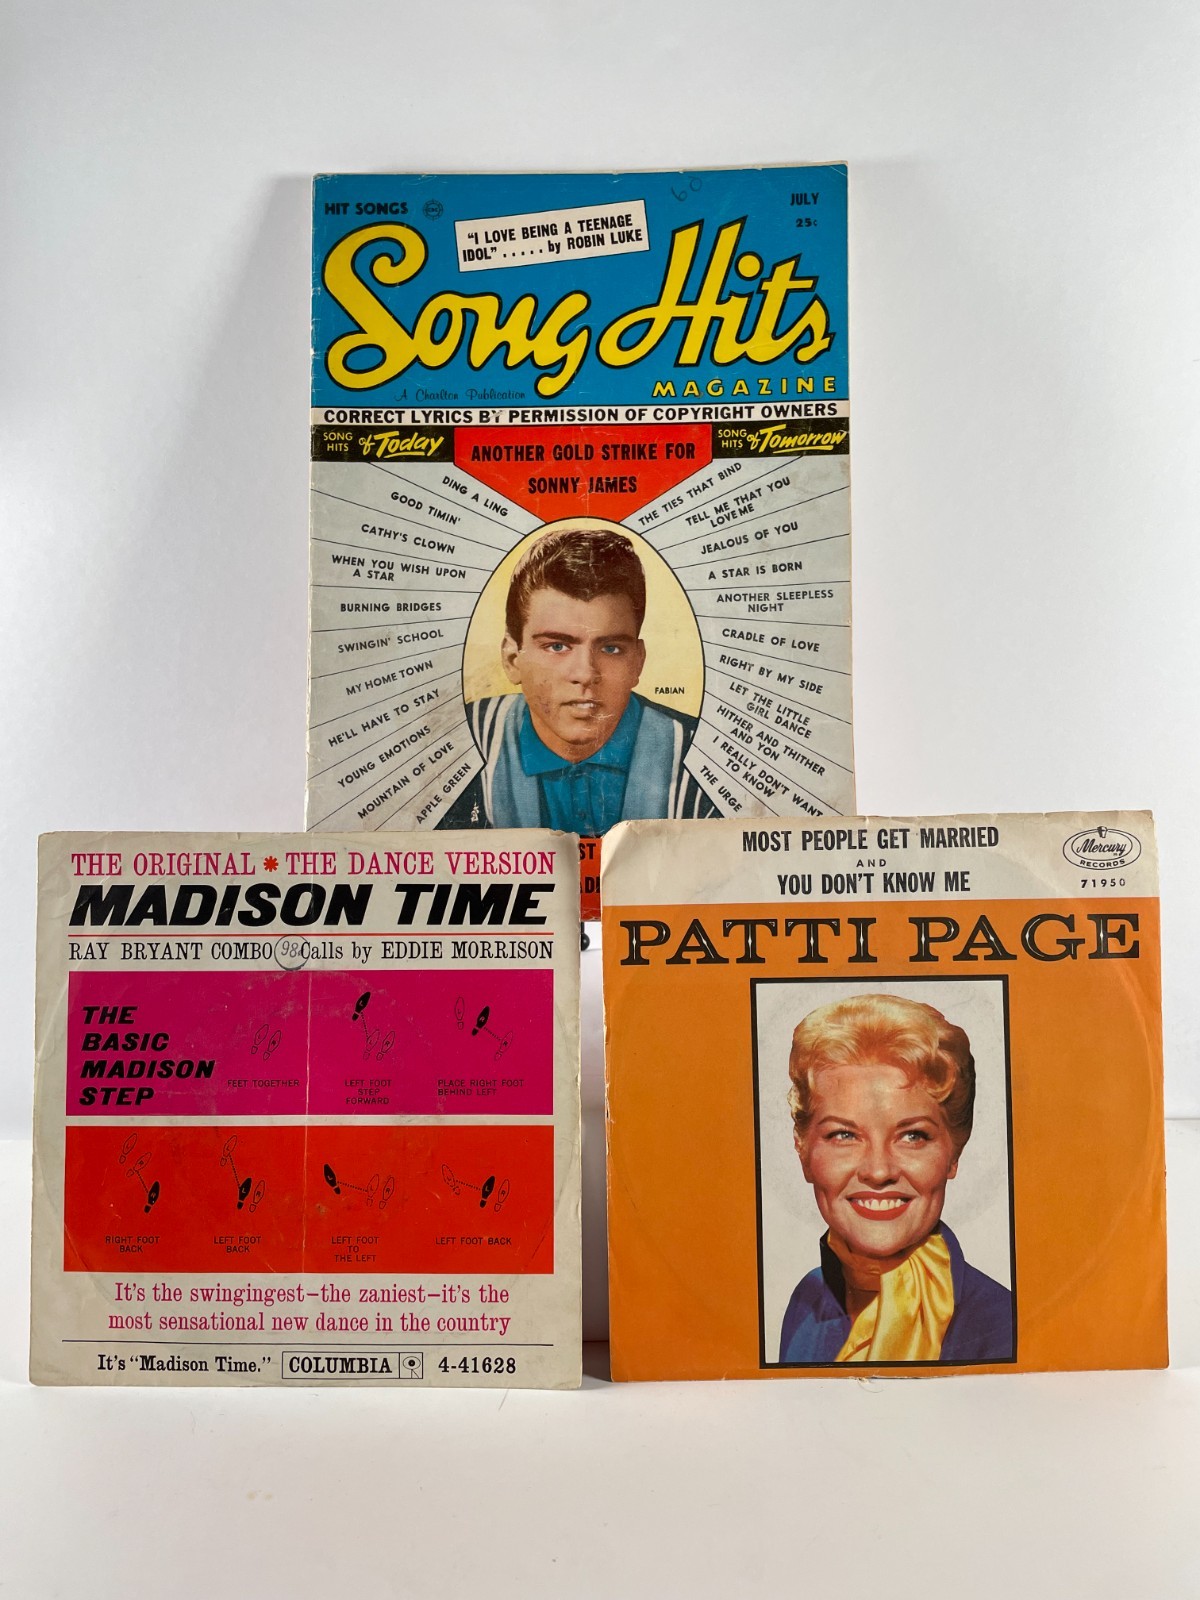 HIT SONGS
JULY
25¢
"I LOVE BEING A TEENAGE
IDOL" ..... by ROBIN LUKE
Song Hits
MAGAZINE
A Charlton Publication
CORRECT LYRICS BY PERMISSION OF COPYRIGHT OWNERS
SONG HITS of Today
ANOTHER GOLD STRIKE FOR
SONNY JAMES
SONG HITS of Tomorrow
DING A LING
GOOD TIMIN'
CATHY'S CLOWN
WHEN YOU WISH UPON
A STAR
BURNING BRIDGES
SWINGIN' SCHOOL
MY HOME TOWN
HE'LL HAVE TO STAY
YOUNG EMOTIONS
MOUNTAIN OF LOVE
APPLE GREEN
THE TIES THAT BIND
TELL ME THAT YOU
LOVE ME
JEALOUS OF YOU
A STAR IS BORN
ANOTHER SLEEPLESS
NIGHT
CRADLE OF LOVE
RIGHT BY MY SIDE
LET THE LITTLE
GIRL DANCE
HITHER AND THITHER
AND YON
I REALLY DON'T WANT
TO KNOW
THE URGE
FABIAN
THE ORIGINAL * THE DANCE VERSION
MADISON TIME
RAY BRYANT COMBO 98 Calls by EDDIE MORRISON
THE
BASIC
MADISON
STEP
FEET TOGETHER
LEFT FOOT
STEP
FORWARD
PLACE RIGHT FOOT
BEHIND LEFT
RIGHT FOOT
BACK
LEFT FOOT
BACK
LEFT FOOT
TO
THE LEFT
LEFT FOOT BACK
It's the swingingest–the zaniest–it's the
most sensational new dance in the country
It's "Madison Time." COLUMBIA 4-41628
MOST PEOPLE GET MARRIED
AND
YOU DON'T KNOW ME
Mercury
RECORDS
71950
PATTI PAGE